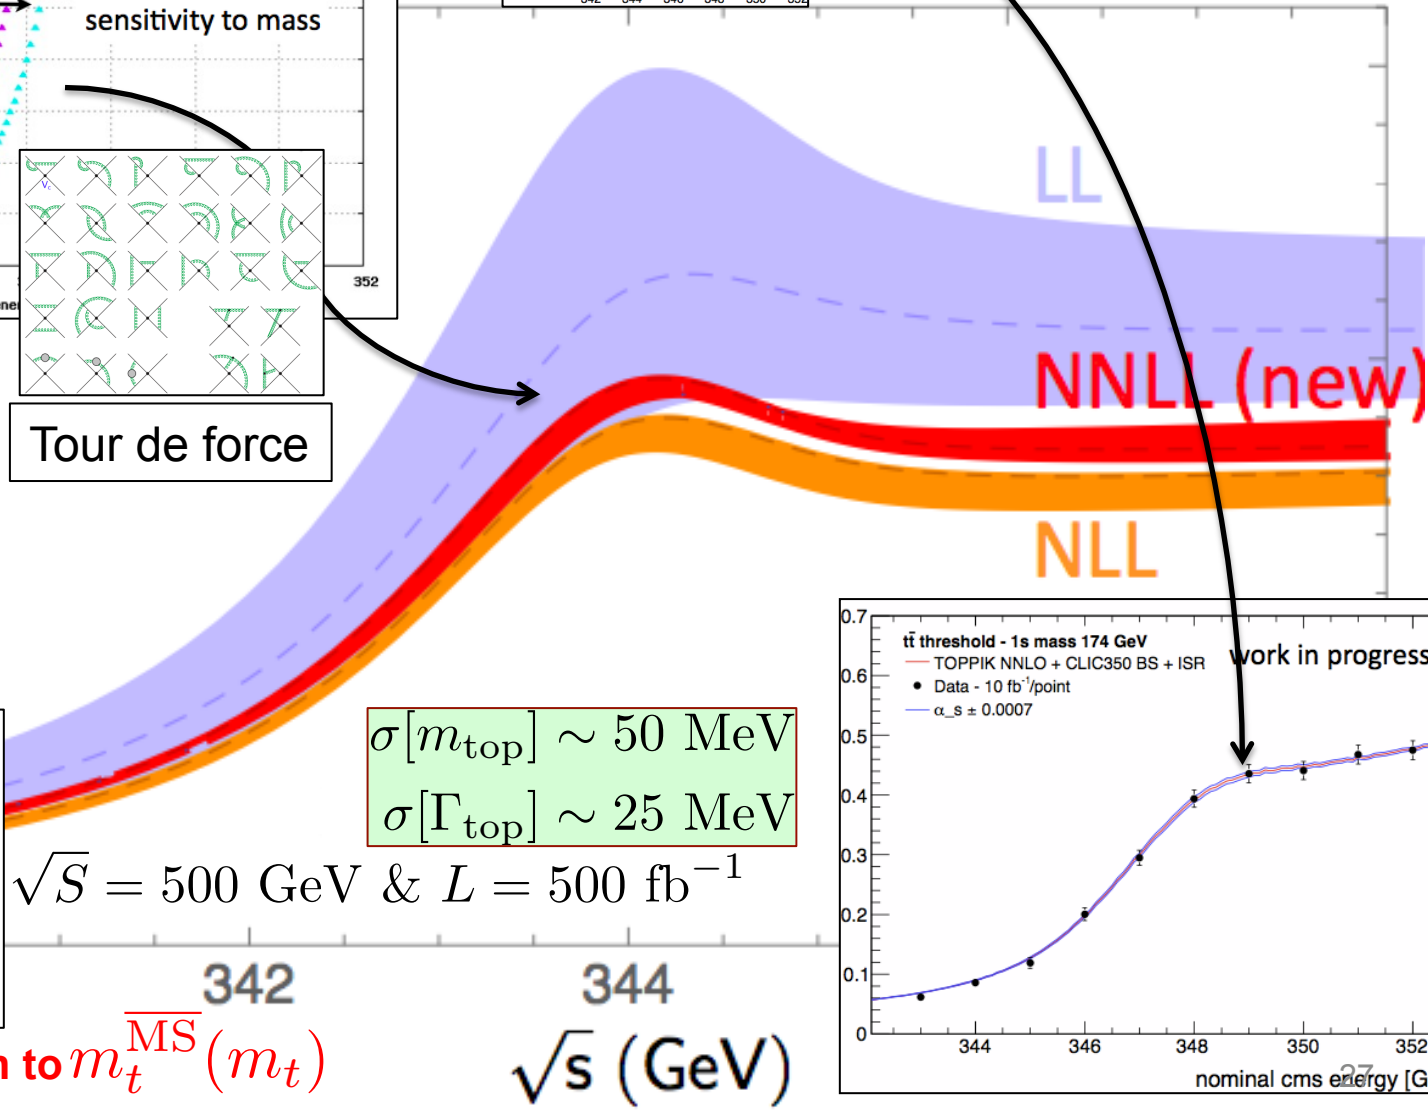 sensitivity to mass
352
V_c
Tour de force
LL
NNLL (new)
NLL
σ[m_top] ~ 50 MeV
σ[Γ_top] ~ 25 MeV
√S = 500 GeV & L = 500 fb⁻¹
342
344
√s (GeV)
to m_t^{\overline{MS}}(m_t)
tt̄ threshold - 1s mass 174 GeV
TOPPIK NNLO + CLIC350 BS + ISR
Data - 10 fb⁻¹/point
α_s ± 0.0007
work in progress
0.7
0.6
0.5
0.4
0.3
0.2
0.1
0
344
346
348
350
352
nominal cms energy [G
27